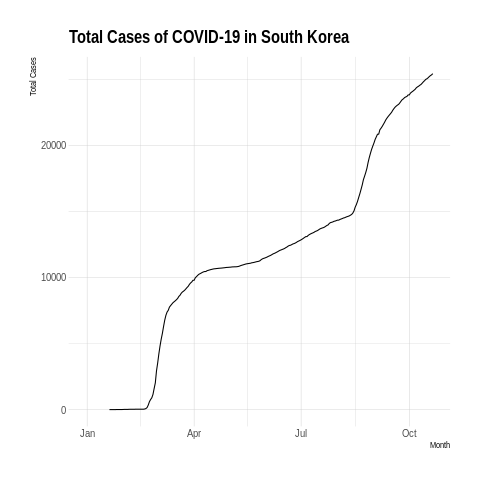 Total Cases of COVID-19 in South Korea
Total Cases
20000
10000
0
Jan Apr Jul Oct
Month